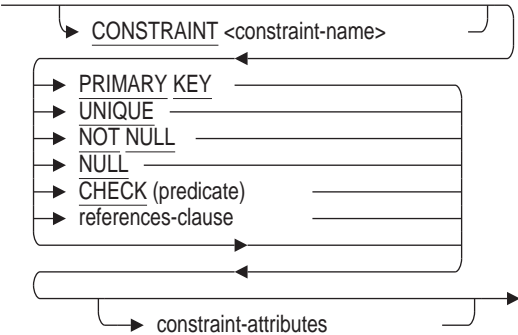 CONSTRAINT <constraint-name>
PRIMARY KEY
UNIQUE
NOT NULL
NULL
CHECK (predicate)
references-clause
constraint-attributes